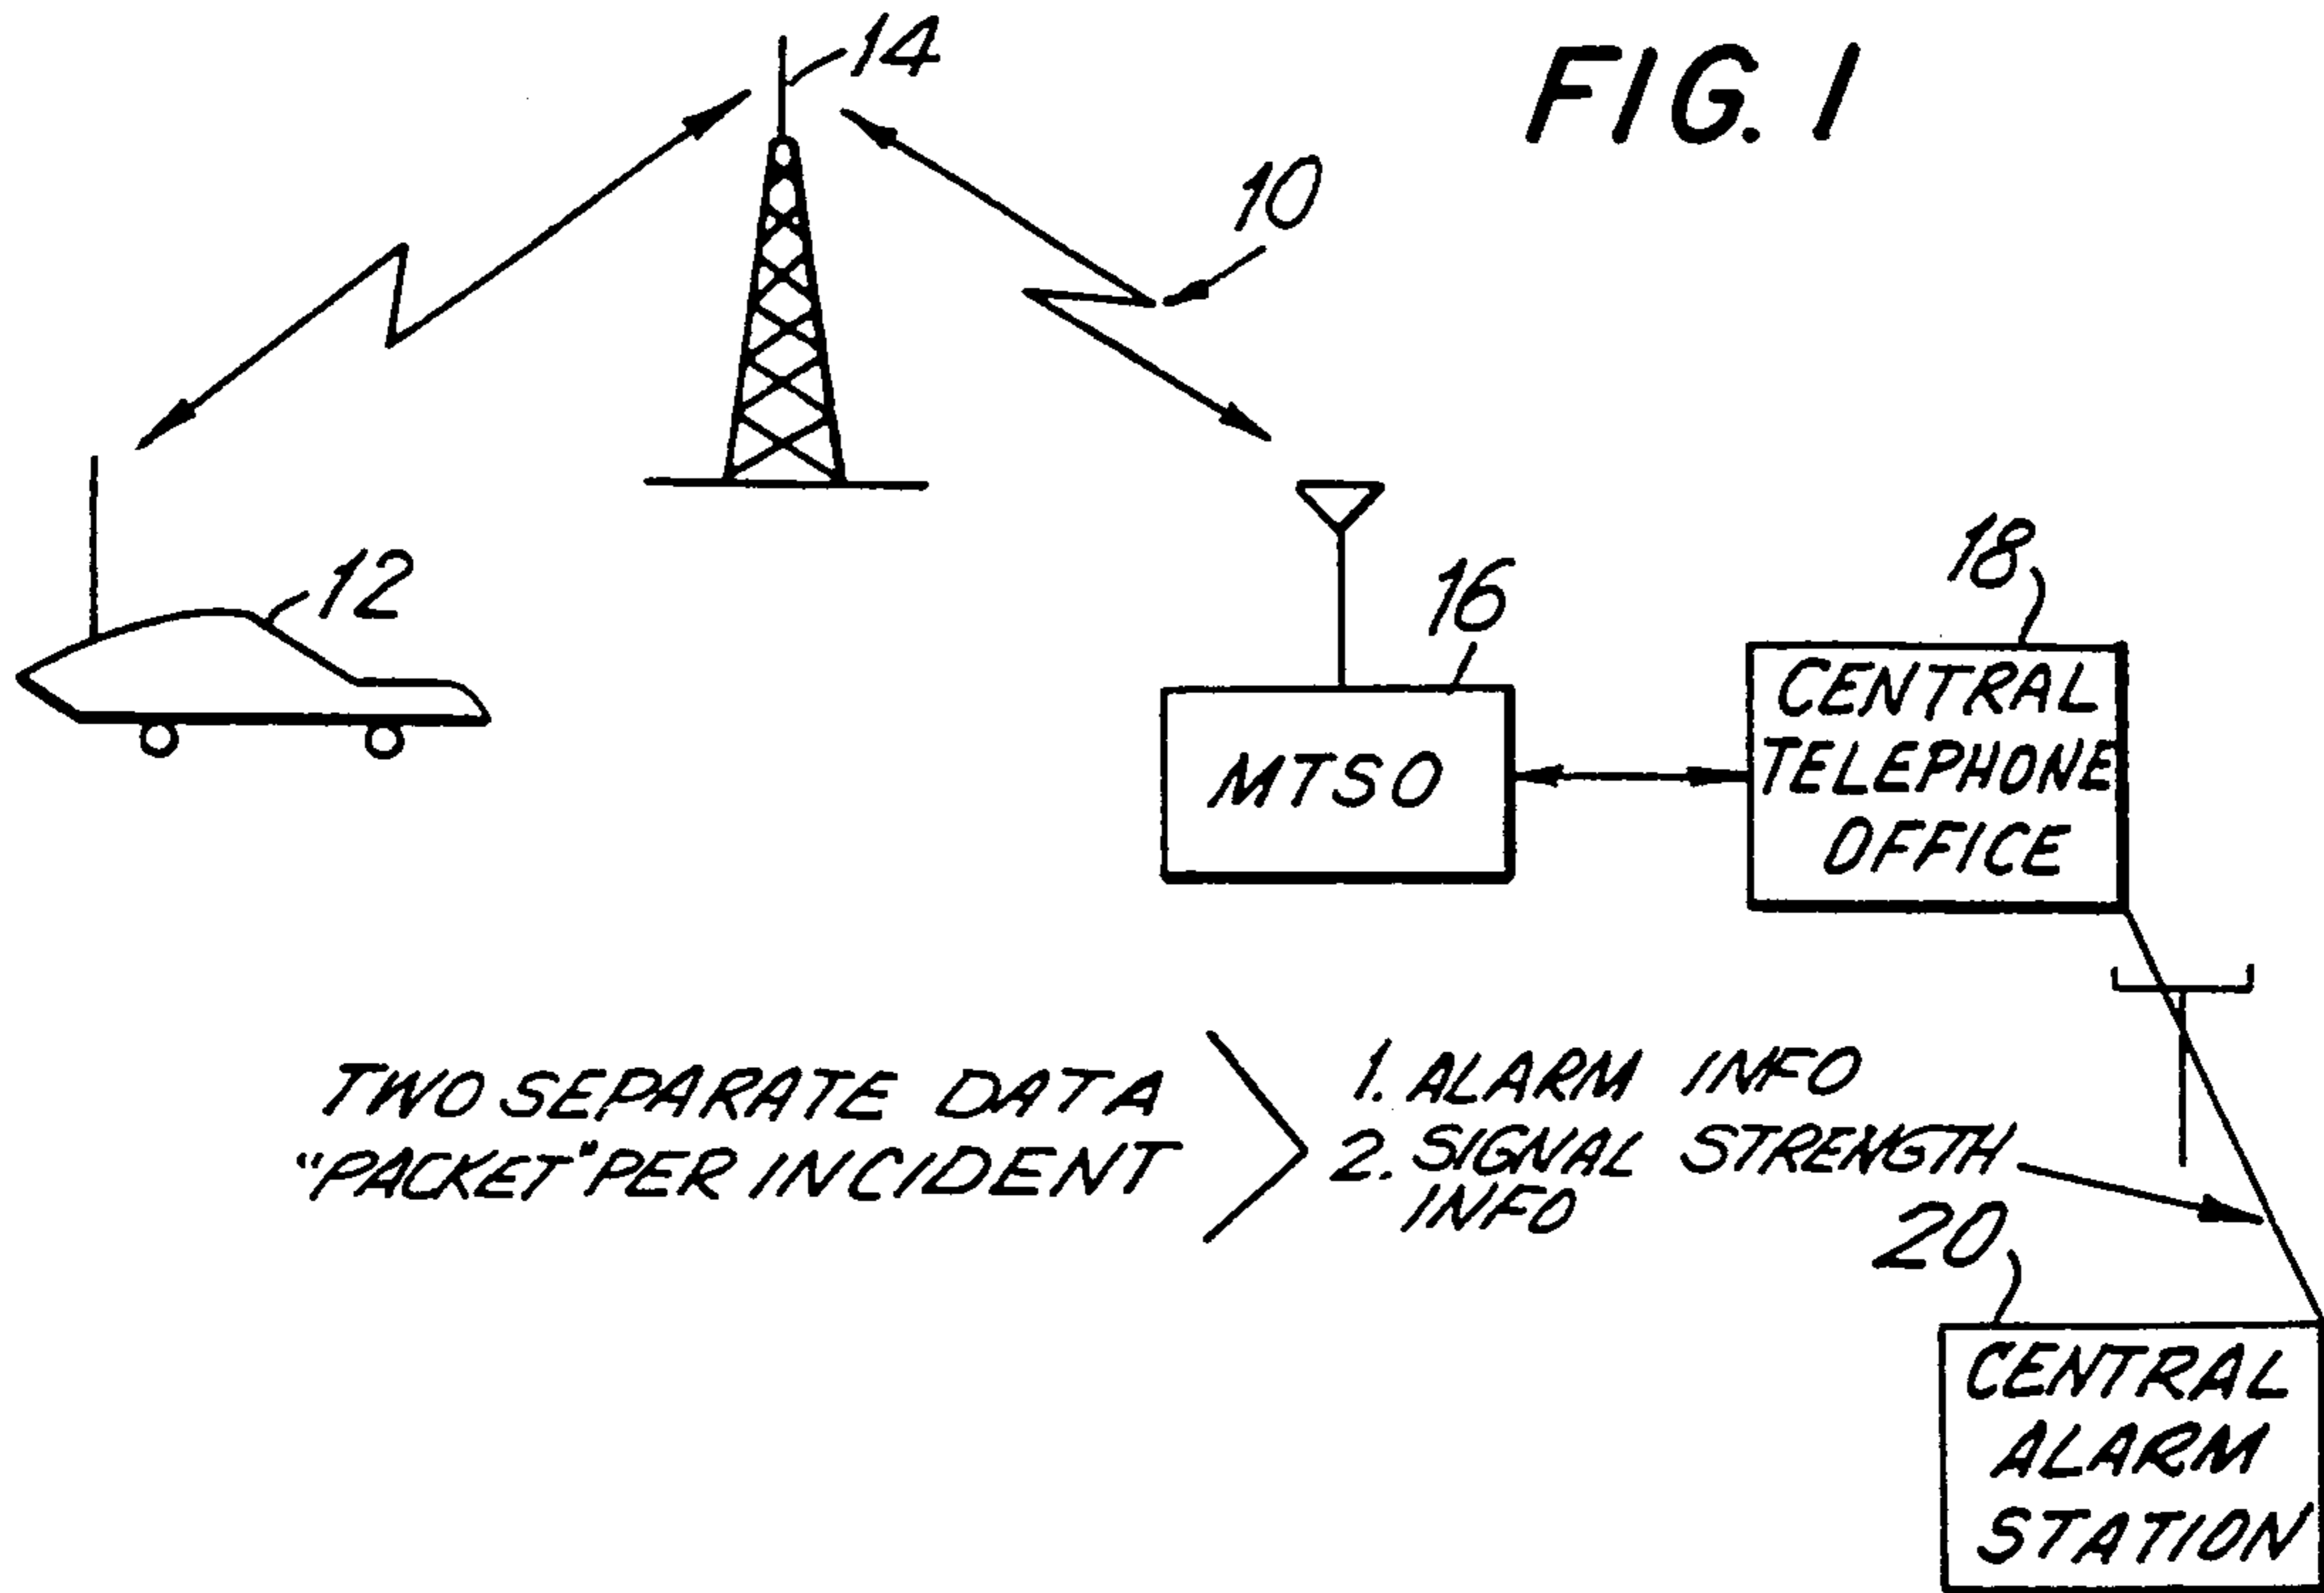 FIG. 1
14
10
12
16
18
MTSO
CENTRAL
TELEPHONE
OFFICE
TWO SEPARATE DATA
"PACKET" PER INCIDENT
1. ALARM INFO
2. SIGNAL STRENGTH
INFO
20
CENTRAL
ALARM
STATION